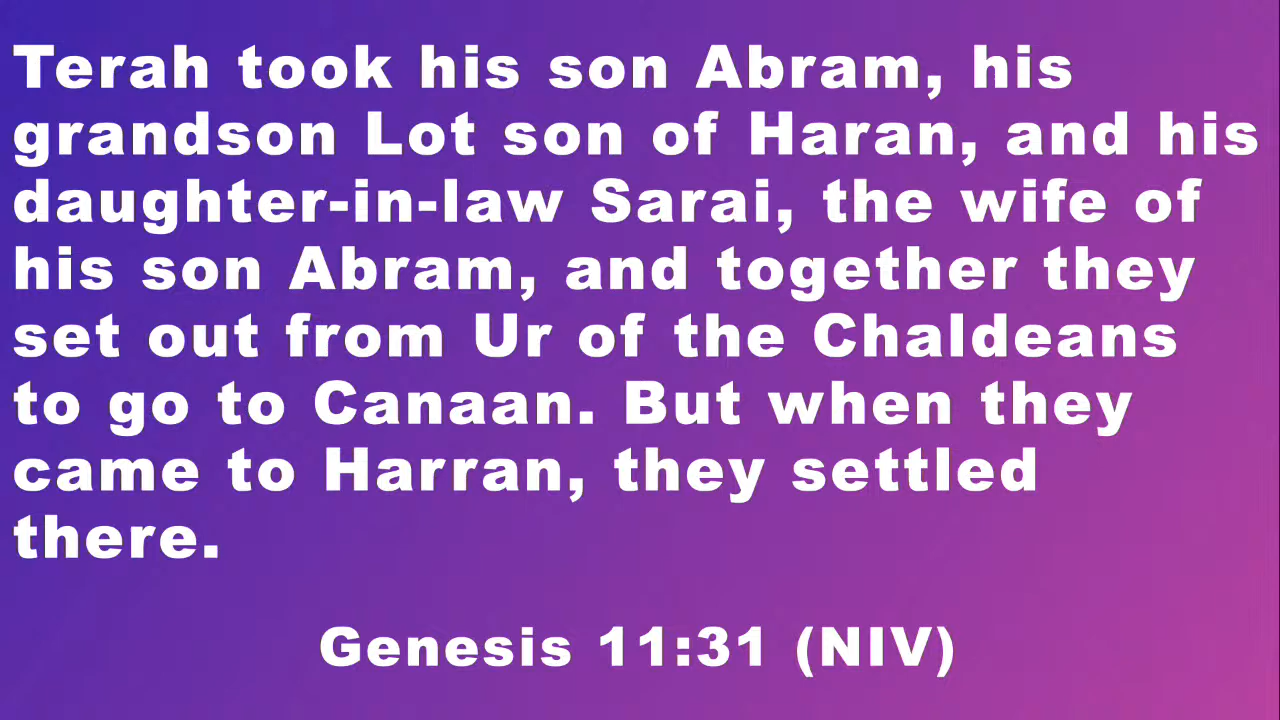 Terah took his son Abram, his
grandson Lot son of Haran, and his
daughter-in-law Sarai, the wife of
his son Abram, and together they
set out from Ur of the Chaldeans
to go to Canaan. But when they
came to Harran, they settled
there.
Genesis 11:31 (NIV)